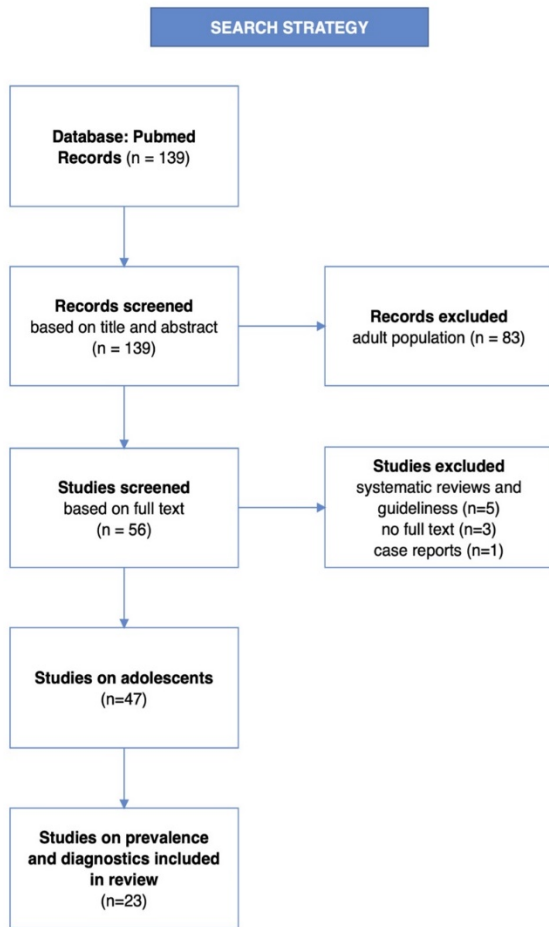 SEARCH STRATEGY
Database: Pubmed
Records (n = 139)
Records screened
based on title and abstract
(n = 139)
Records excluded
adult population (n = 83)
Studies screened
based on full text
(n = 56)
Studies excluded
systematic reviews and
guideliness (n=5)
no full text (n=3)
case reports (n=1)
Studies on adolescents
(n=47)
Studies on prevalence
and diagnostics included
in review
(n=23)